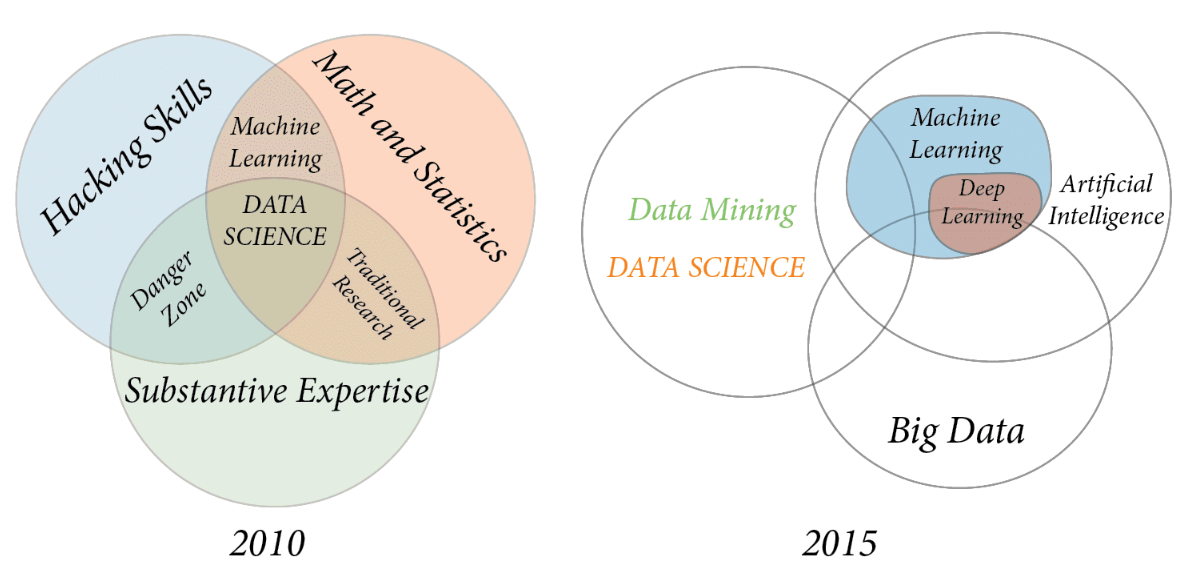 Hacking Skills
Math and Statistics
Machine
Learning
DATA
SCIENCE
Danger
Zone
Traditional
Research
Substantive Expertise
2010
Machine
Learning
Deep
Learning
Artificial
Intelligence
Data Mining
DATA SCIENCE
Big Data
2015